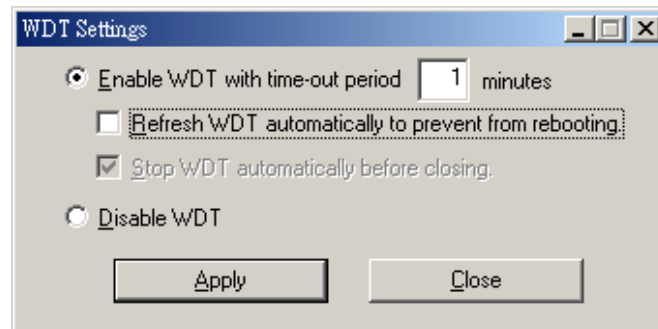 WDT Settings
Enable WDT with time-out period 1 minutes
Refresh WDT automatically to prevent from rebooting.
Stop WDT automatically before closing.
Disable WDT
Apply Close